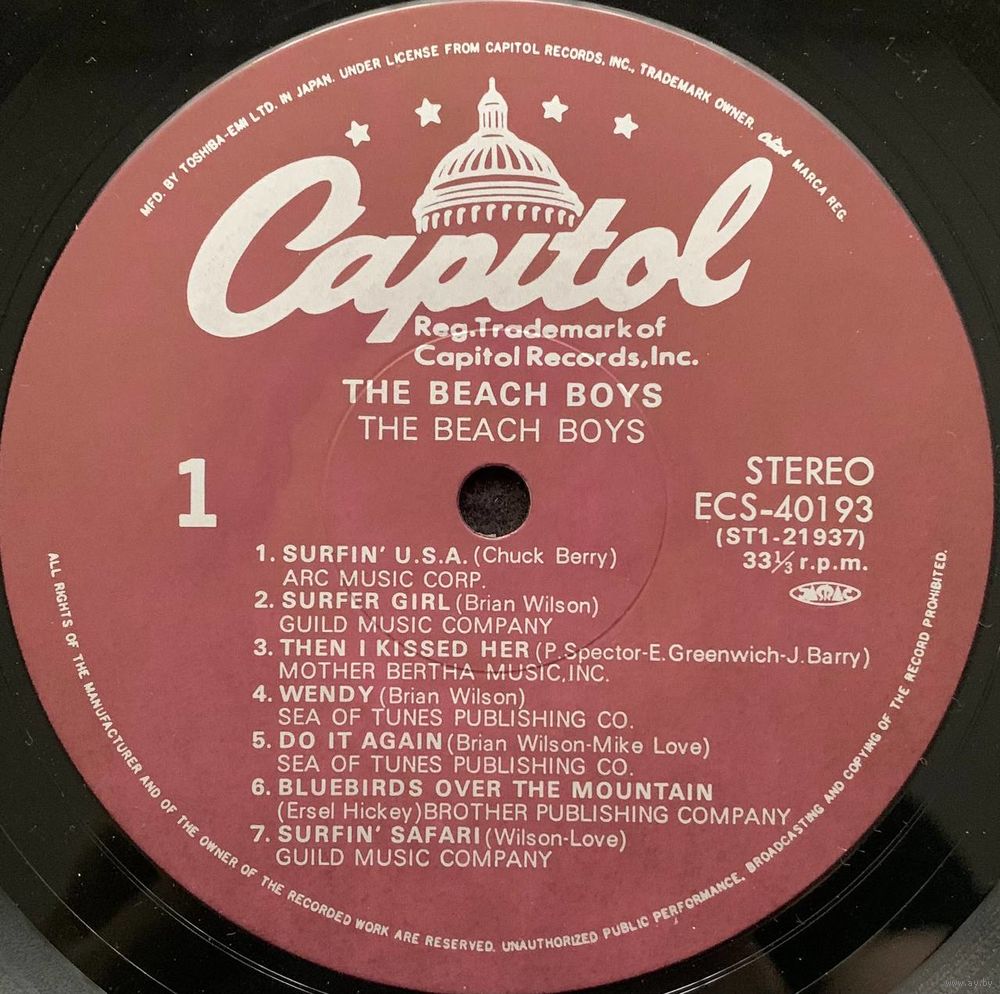 MFD. BY TOSHIBA-EMI LTD. IN JAPAN. UNDER LICENSE FROM CAPITOL RECORDS, INC., TRADEMARK OWNER. Capitol MARCA REG.
Capitol
Reg.Trademark of
Capitol Records,Inc.
THE BEACH BOYS
THE BEACH BOYS
1
STEREO
ECS-40193
(ST1-21937)
33⅓ r.p.m.
JASRAC
1. SURFIN' U.S.A. (Chuck Berry)
ARC MUSIC CORP.
2. SURFER GIRL (Brian Wilson)
GUILD MUSIC COMPANY
3. THEN I KISSED HER (P.Spector-E.Greenwich-J.Barry)
MOTHER BERTHA MUSIC,INC.
4. WENDY (Brian Wilson)
SEA OF TUNES PUBLISHING CO.
5. DO IT AGAIN (Brian Wilson-Mike Love)
SEA OF TUNES PUBLISHING CO.
6. BLUEBIRDS OVER THE MOUNTAIN
(Ersel Hickey) BROTHER PUBLISHING COMPANY
7. SURFIN' SAFARI (Wilson-Love)
GUILD MUSIC COMPANY
ALL RIGHTS OF THE MANUFACTURER AND OF THE OWNER OF THE RECORDED WORK ARE RESERVED. UNAUTHORIZED PUBLIC PERFORMANCE, BROADCASTING AND COPYING OF THE RECORD PROHIBITED.
www.ay.by